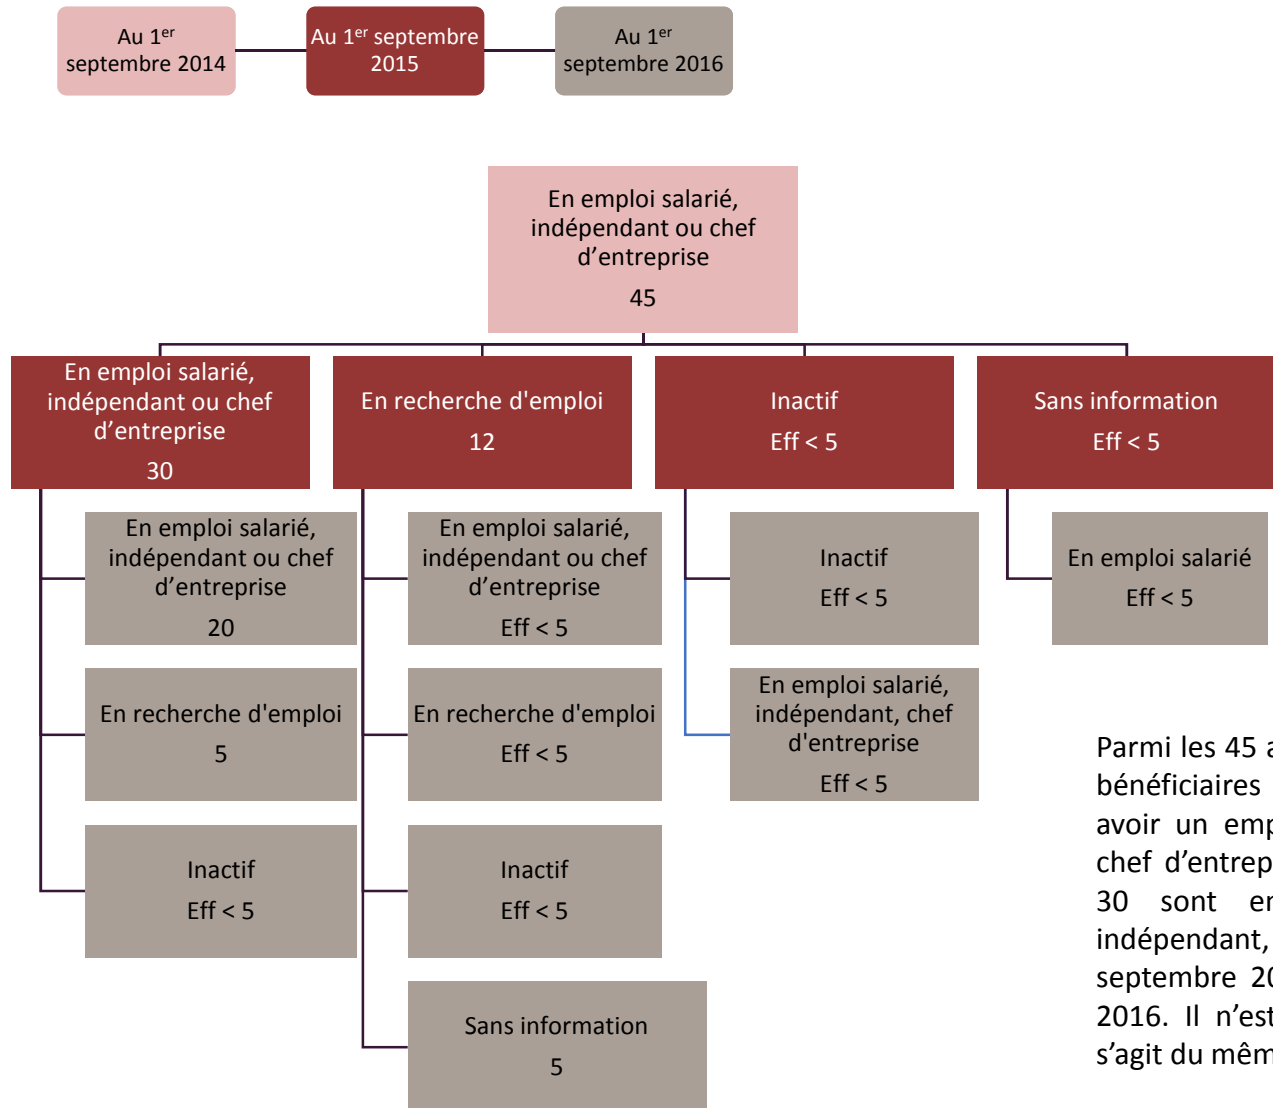 Au 1er
septembre 2014
Au 1er septembre
2015
Au 1er
septembre 2016
En emploi salarié,
indépendant ou chef
d’entreprise
45
En emploi salarié,
indépendant ou chef
d’entreprise
30
En recherche d'emploi
12
Inactif
Eff < 5
Sans information
Eff < 5
En emploi salarié,
indépendant ou chef
d’entreprise
20
En recherche d'emploi
5
Inactif
Eff < 5
En emploi salarié,
indépendant ou chef
d’entreprise
Eff < 5
En recherche d'emploi
Eff < 5
Inactif
Eff < 5
Sans information
5
Inactif
Eff < 5
En emploi salarié,
indépendant, chef
d'entreprise
Eff < 5
En emploi salarié
Eff < 5
Parmi les 45
bénéficiaires
avoir un
chef
30 sont
indépendant,
septembre
2016. Il n’est
s’agit du